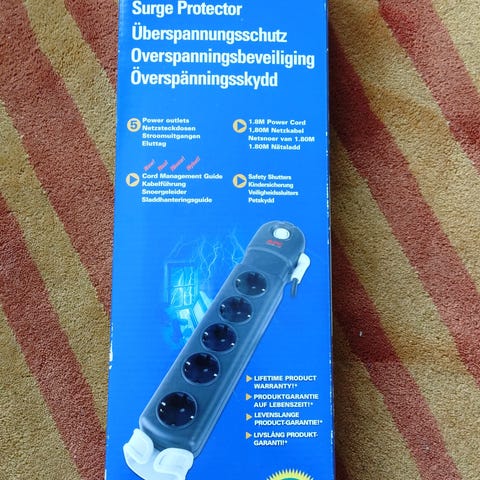 Surge Protector
Überspannungsschutz
Overspanningsbeveiliging
Överspänningsskydd
5
Power outlets
Netzsteckdosen
Stroomuitgangen
Eluttag
1.8M Power Cord
1,80M Netzkabel
Netsnoer van 1.80M
1.80M Nätsladd
Cord Management Guide
Kabelführung
Snoergeleider
Sladdhanteringsguide
Safety Shutters
Kindersicherung
Veiligheidssluiters
Petskydd
APC
LIFETIME PRODUCT
WARRANTY!*
PRODUKTGARANTIE
AUF LEBENSZEIT!*
LEVENSLANGE
PRODUCT-GARANTIE!*
LIVSLÅNG PRODUKT-
GARANTI!*